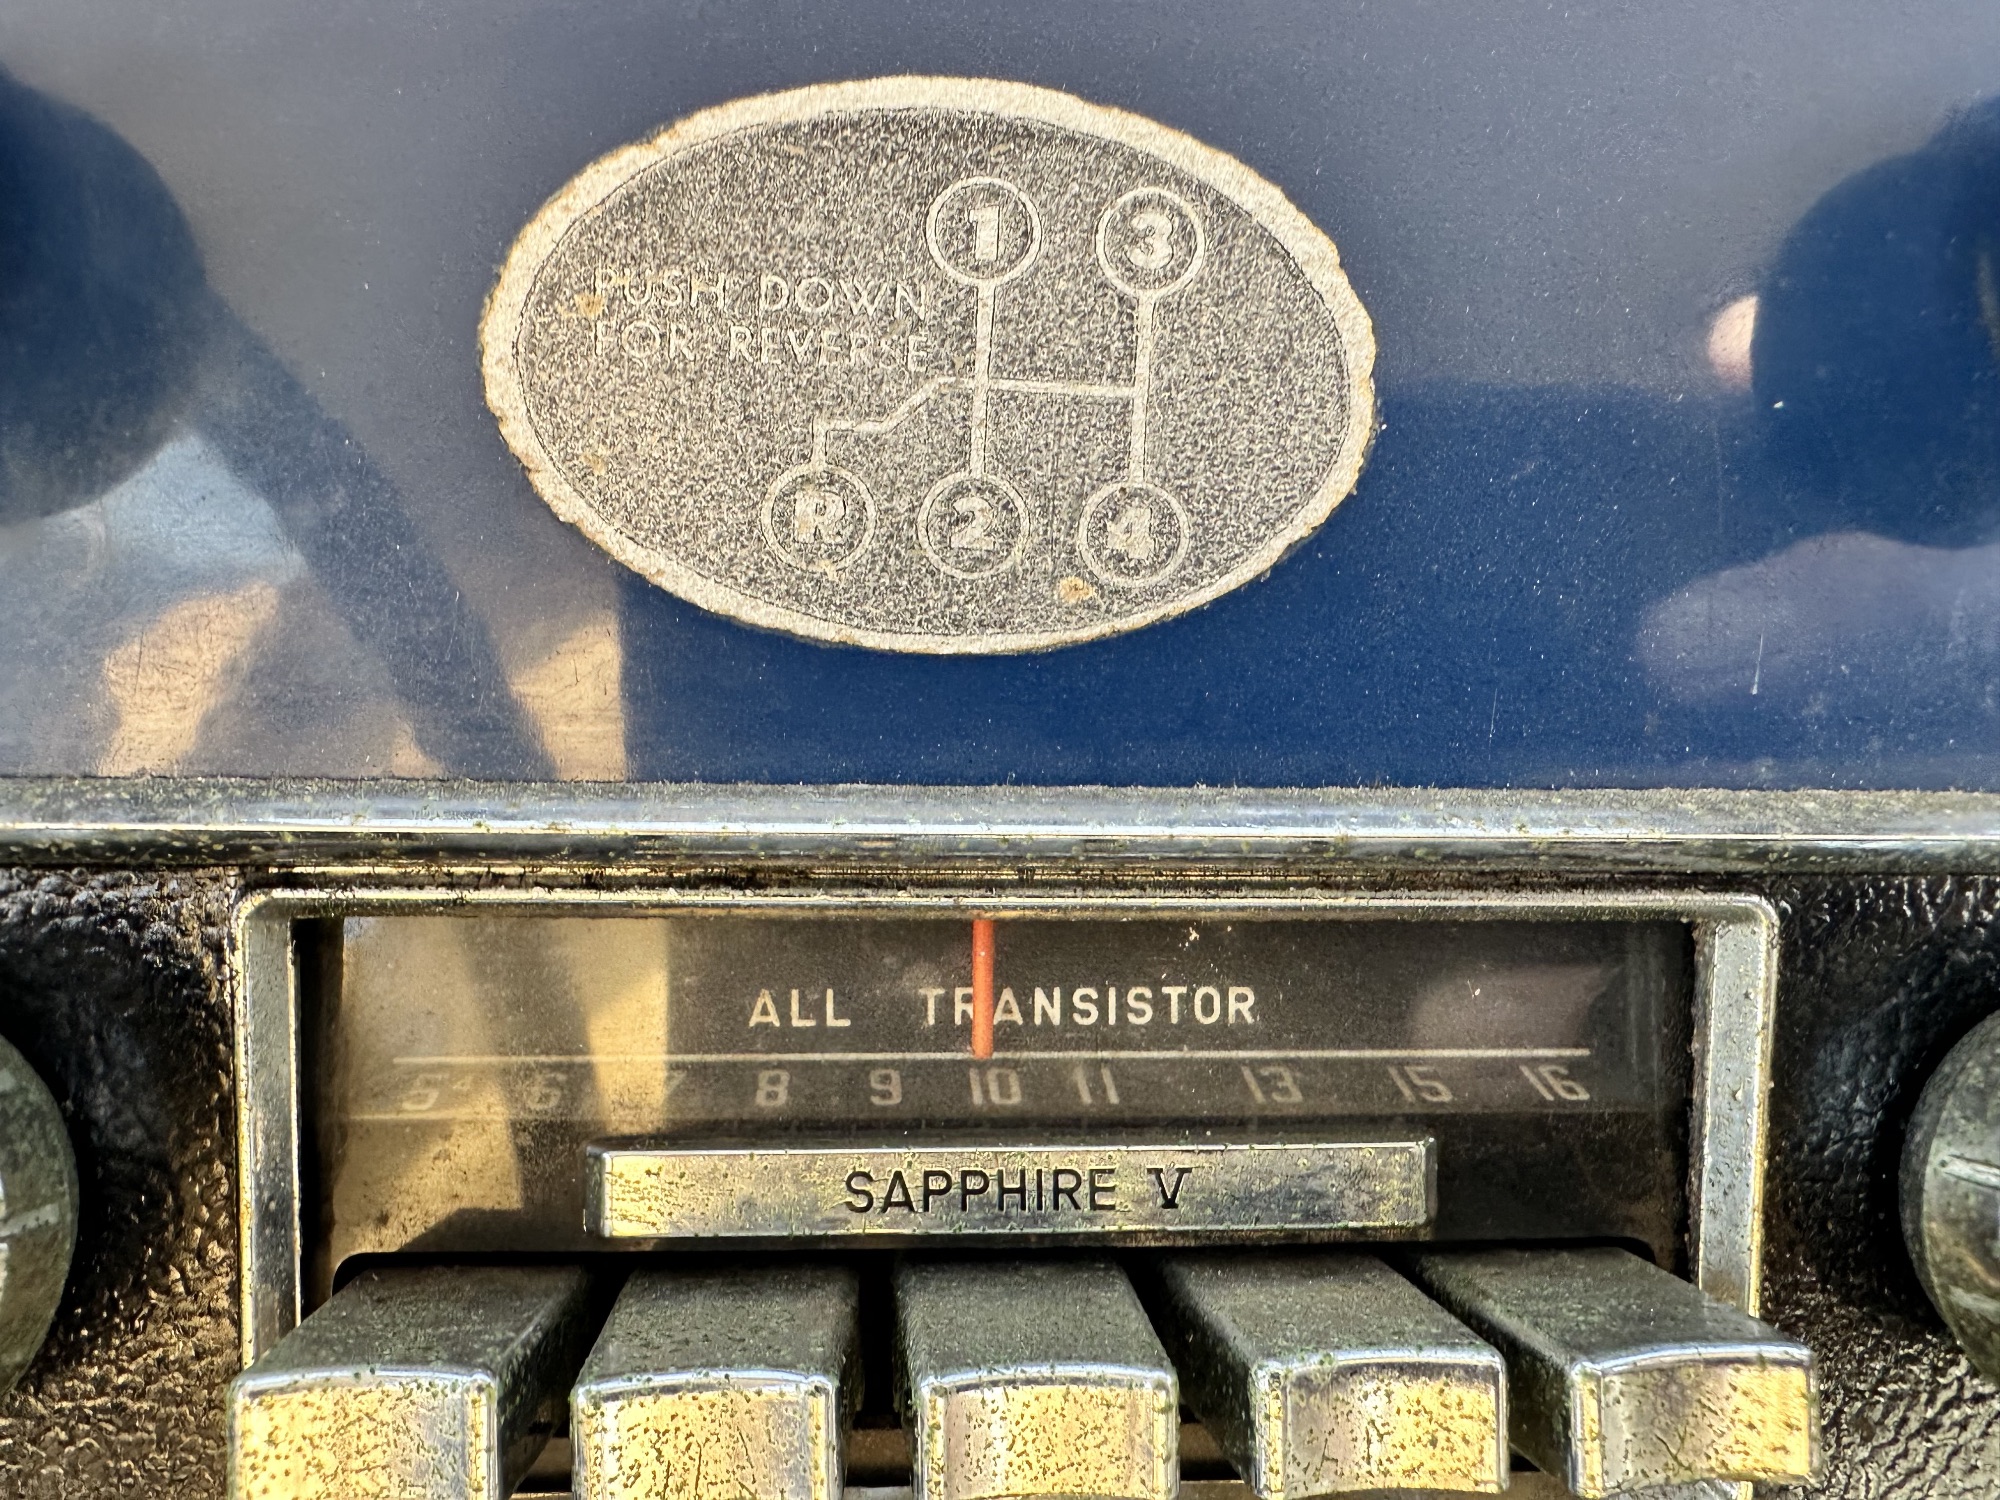 1 3
PUSH DOWN
FOR REVERSE
R 2 4
ALL TRANSISTOR
54 6 7 8 9 10 11 13 15 16
SAPPHIRE V